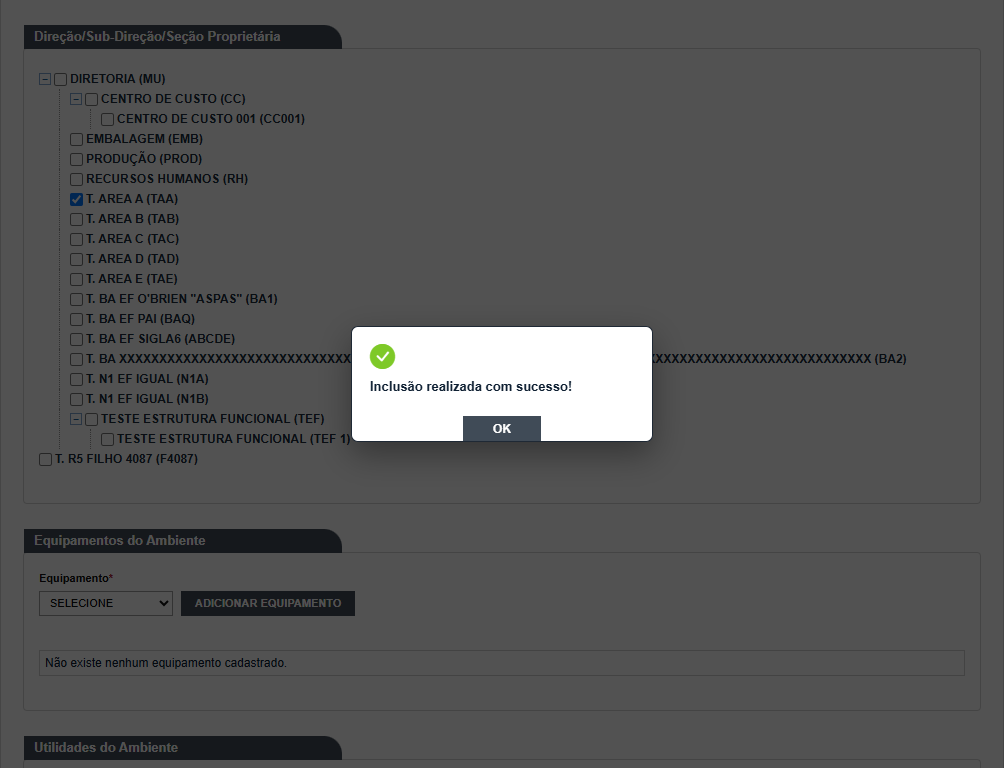 Direção/Sub-Direção/Seção Proprietária
DIRETORIA (MU)
CENTRO DE CUSTO (CC)
CENTRO DE CUSTO 001 (CC001)
EMBALAGEM (EMB)
PRODUÇÃO (PROD)
RECURSOS HUMANOS (RH)
T. AREA A (TAA)
T. AREA B (TAB)
T. AREA C (TAC)
T. AREA D (TAD)
T. AREA E (TAE)
T. BA EF O'BRIEN "ASPAS" (BA1)
T. BA EF PAI (BAQ)
T. BA EF SIGLA6 (ABCDE)
T. BA (BA2)
T. N1 EF IGUAL (N1A)
T. N1 EF IGUAL (N1B)
TESTE ESTRUTURA FUNCIONAL (TEF)
TESTE ESTRUTURA FUNCIONAL (TEF 1)
T. R5 FILHO 4087 (F4087)
Inclusão realizada com sucesso!
OK
Equipamentos do Ambiente
Equipamento*
SELECIONE ADICIONAR EQUIPAMENTO
Não existe nenhum equipamento cadastrado.
Utilidades do Ambiente